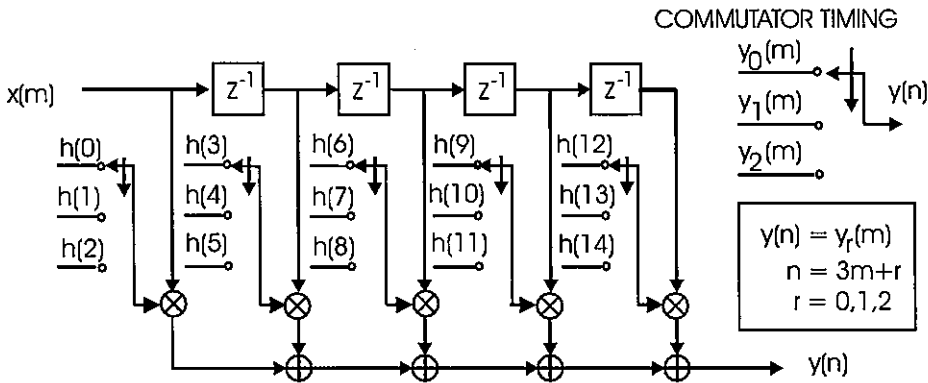 COMMUTATOR TIMING
y₀(m)
y₁(m)
y₂(m)
y(n)
x(m)
z⁻¹ z⁻¹ z⁻¹ z⁻¹
h(0) h(3) h(6) h(9) h(12)
h(1) h(4) h(7) h(10) h(13)
h(2) h(5) h(8) h(11) h(14)
y(n) = yᵣ(m)
n = 3m+r
r = 0,1,2
y(n)